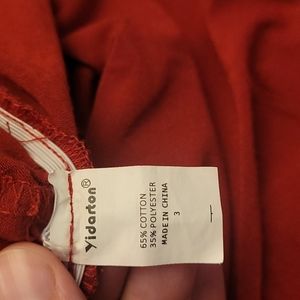 Yidarton®
65% COTTON
35% POLYESTER
MADE IN CHINA
3